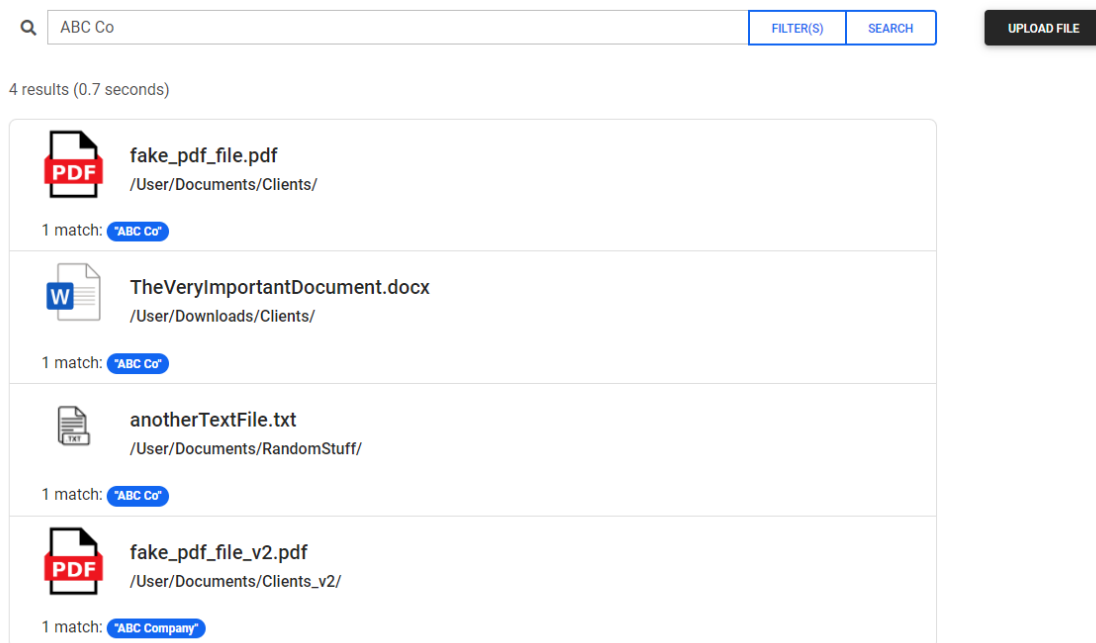 ABC Co
FILTER(S)
SEARCH
UPLOAD FILE
4 results (0.7 seconds)
PDF
fake_pdf_file.pdf
/User/Documents/Clients/
1 match: "ABC Co"
W
TheVeryImportantDocument.docx
/User/Downloads/Clients/
1 match: "ABC Co"
TXT
anotherTextFile.txt
/User/Documents/RandomStuff/
1 match: "ABC Co"
PDF
fake_pdf_file_v2.pdf
/User/Documents/Clients_v2/
1 match: "ABC Company"